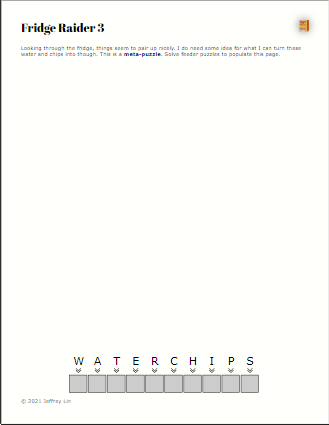 Fridge Raider 3
Looking through the fridge, things seem to pair up nicely. I do need some idea for what I can turn these
water and chips into though. This is a meta-puzzle. Solve feeder puzzles to populate this page.
W A T E R C H I P S
© 2021 Jeffrey Lin